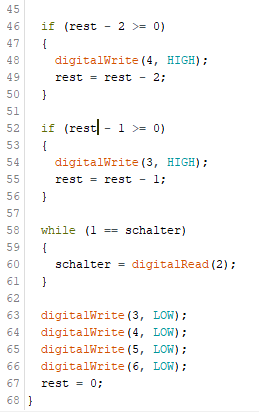 45
46 if (rest - 2 >= 0)
47 {
48 digitalWrite(4, HIGH);
49 rest = rest - 2;
50 }
51
52 if (rest - 1 >= 0)
53 {
54 digitalWrite(3, HIGH);
55 rest = rest - 1;
56 }
57
58 while (1 == schalter)
59 {
60 schalter = digitalRead(2);
61 }
62
63 digitalWrite(3, LOW);
64 digitalWrite(4, LOW);
65 digitalWrite(5, LOW);
66 digitalWrite(6, LOW);
67 rest = 0;
68 }